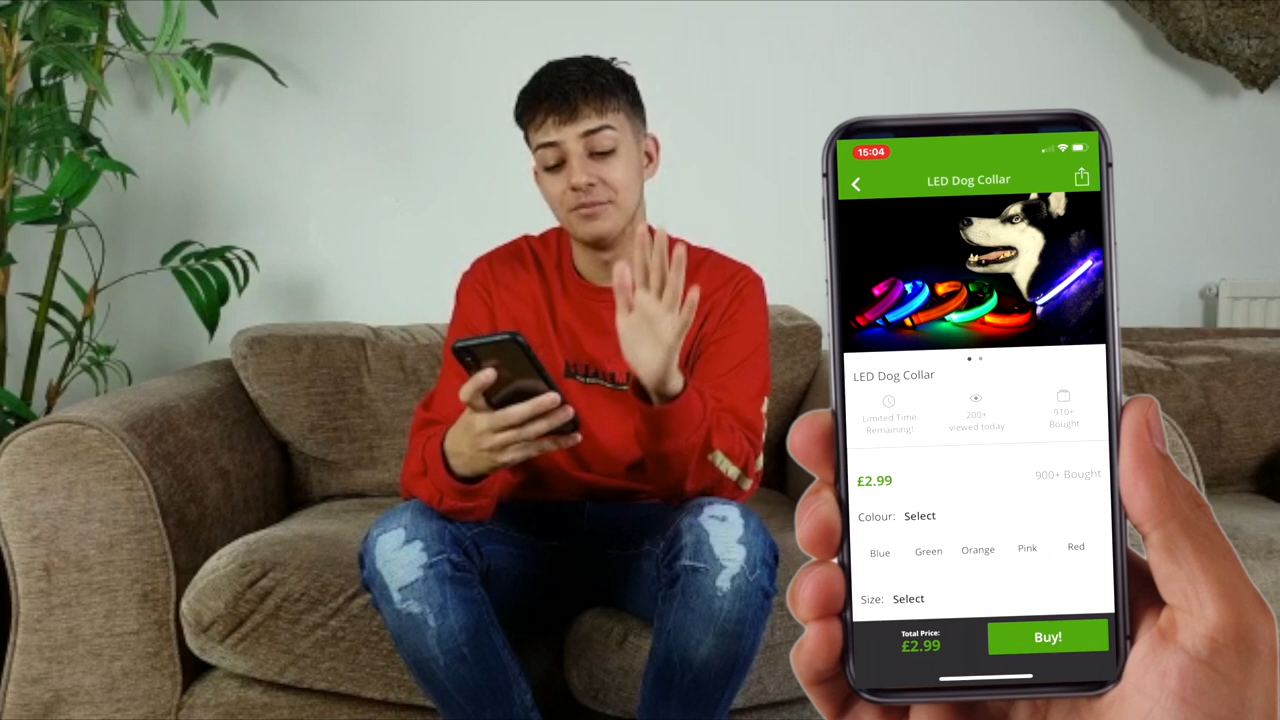 15:04
LED Dog Collar
LED Dog Collar
Limited Time
Remaining!
200+
viewed today
910+
Bought
£2.99
900+ Bought
Colour: Select
Blue Green Orange Pink Red
Size: Select
Total Price:
£2.99
Buy!